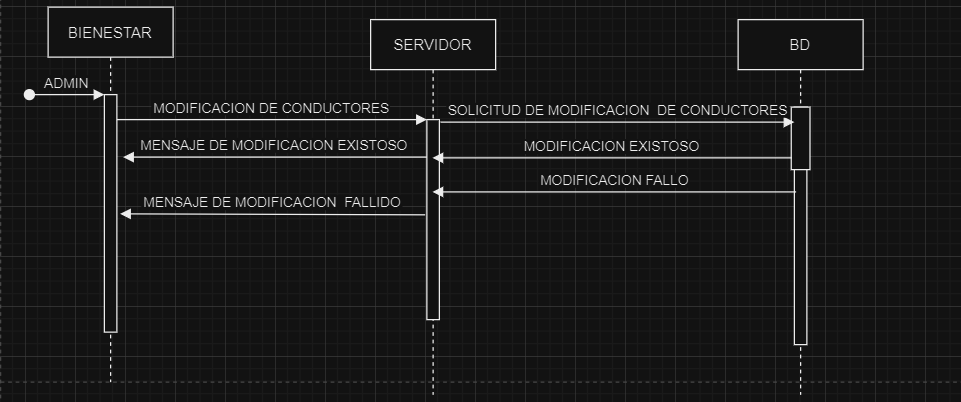 BIENESTAR
SERVIDOR
BD
ADMIN
MODIFICACION DE CONDUCTORES
SOLICITUD DE MODIFICACION DE CONDUCTORES
MENSAJE DE MODIFICACION EXISTOSO
MODIFICACION EXISTOSO
MODIFICACION FALLO
MENSAJE DE MODIFICACION FALLIDO